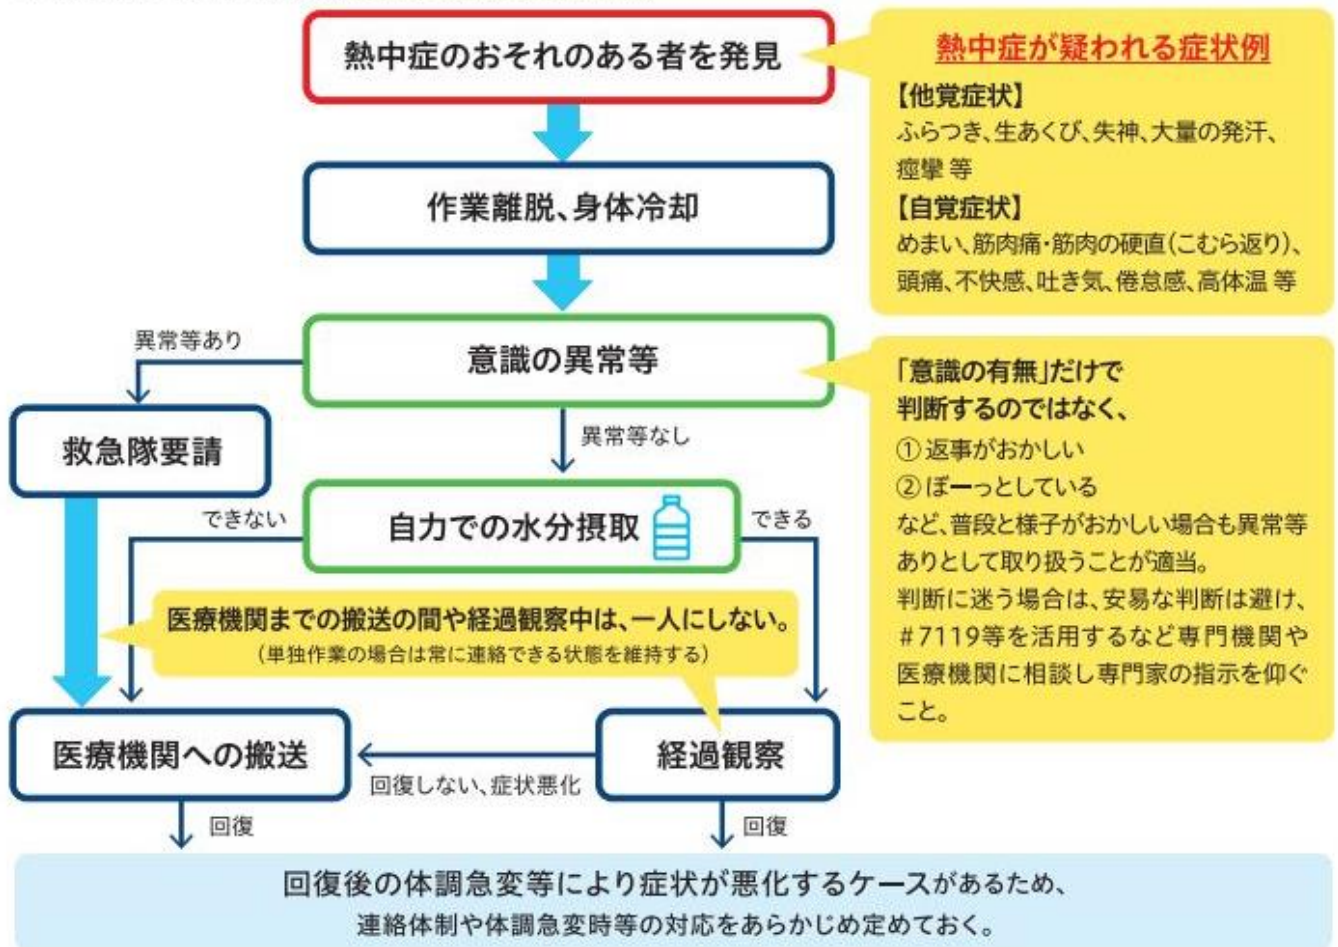 熱中症のおそれのある者を発見
熱中症が疑われる症状例
【他覚症状】
ふらつき、生あくび、失神、大量の発汗、
痙攣 等
【自覚症状】
めまい、筋肉痛・筋肉の硬直(こむら返り)、
頭痛、不快感、吐き気、倦怠感、高体温 等
作業離脱、身体冷却
意識の異常等
異常等あり
異常等なし
「意識の有無」だけで
判断するのではなく、
① 返事がおかしい
② ぼーっとしている
など、普段と様子がおかしい場合も異常等
ありとして取り扱うことが適当。
判断に迷う場合は、安易な判断は避け、
#7119等を活用するなど専門機関や
医療機関に相談し専門家の指示を仰ぐ
こと。
救急隊要請
自力での水分摂取
できない
できる
医療機関までの搬送の間や経過観察中は、一人にしない。
(単独作業の場合は常に連絡できる状態を維持する)
医療機関への搬送
経過観察
回復しない、症状悪化
回復
回復
回復後の体調急変等により症状が悪化するケースがあるため、
連絡体制や体調急変時等の対応をあらかじめ定めておく。